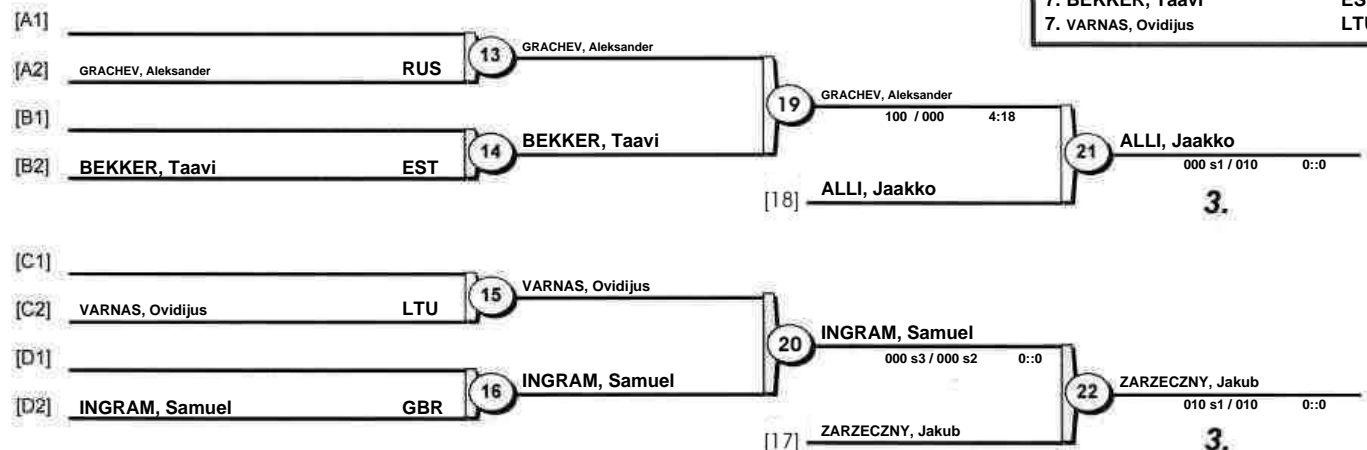 7. BEKKER, Taavi
7. VARNAS, Ovidijus LTU
[A1]
[A2] GRACHEV, Aleksander RUS
13 GRACHEV, Aleksander
[B1]
[B2] BEKKER, Taavi EST
14 BEKKER, Taavi
19 GRACHEV, Aleksander
100 / 000 4:18
[18] ALLI, Jaakko
21 ALLI, Jaakko
000 s1 / 010 0::0
3.
[C1]
[C2] VARNAS, Ovidijus LTU
15 VARNAS, Ovidijus
[D1]
[D2] INGRAM, Samuel GBR
16 INGRAM, Samuel
20 INGRAM, Samuel
000 s3 / 000 s2 0::0
[17] ZARZECZNY, Jakub
22 ZARZECZNY, Jakub
010 s1 / 010 0::0
3.